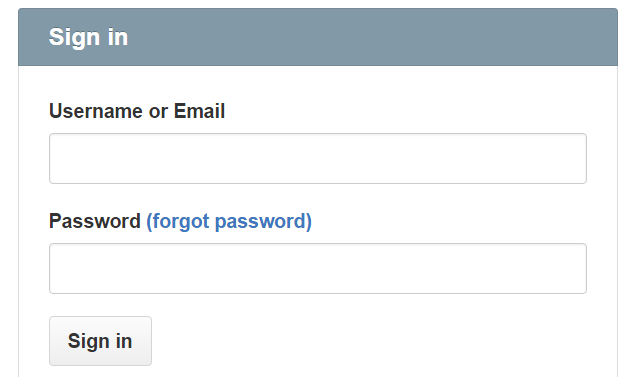 Sign in
Username or Email
Password (forgot password)
Sign in